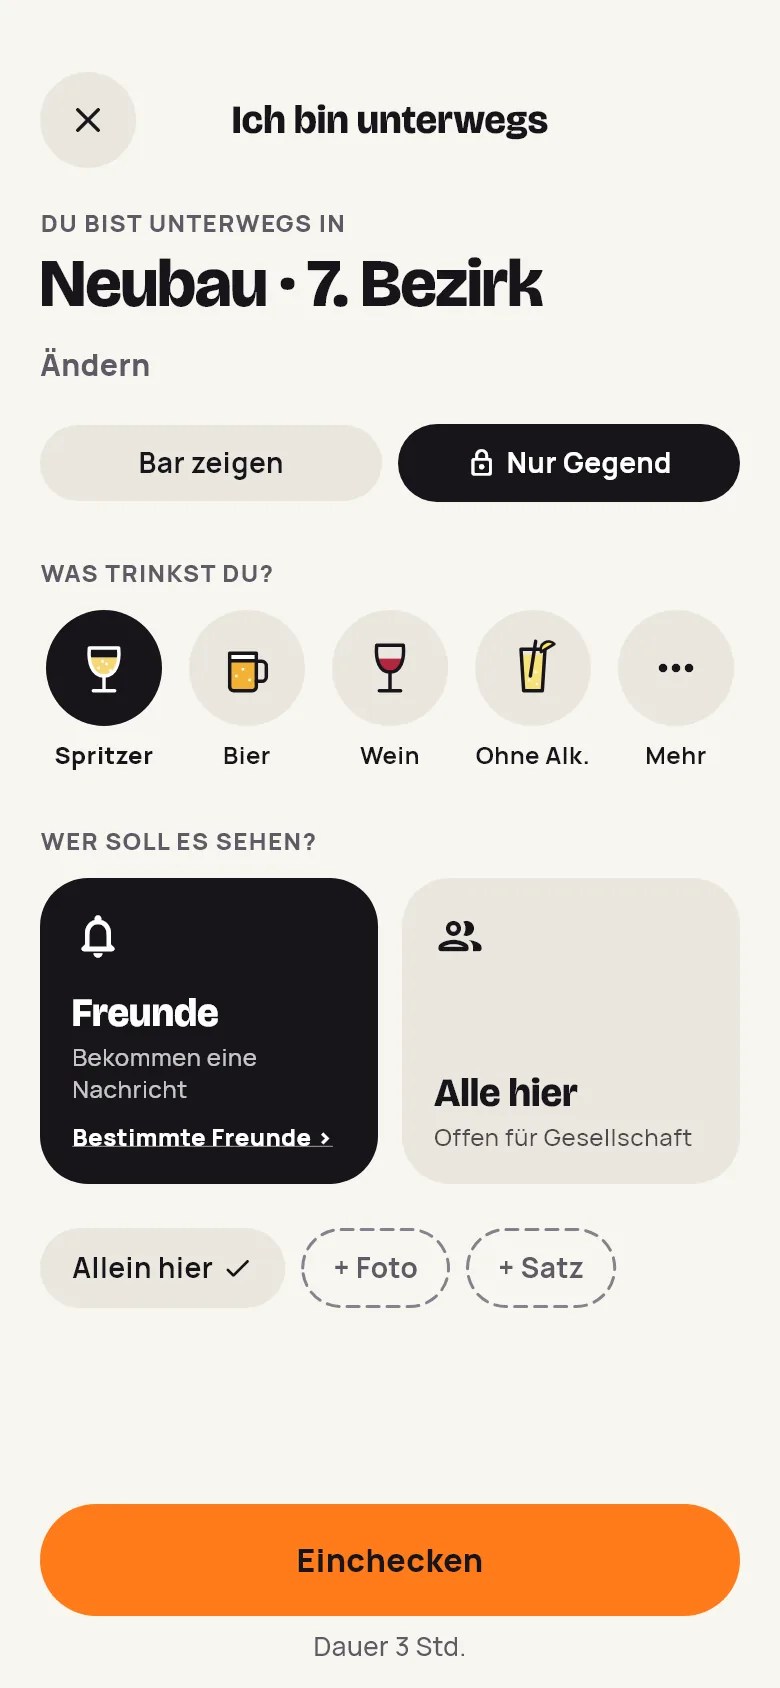 Ich bin unterwegs
DU BIST UNTERWEGS IN
Neubau · 7. Bezirk
Ändern
Bar zeigen
Nur Gegend
WAS TRINKST DU?
Spritzer
Bier
Wein
Ohne Alk.
Mehr
WER SOLL ES SEHEN?
Freunde
Bekommen eine
Nachricht
Bestimmte Freunde ›
Alle hier
Offen für Gesellschaft
Allein hier ✓
+ Foto
+ Satz
Einchecken
Dauer 3 Std.